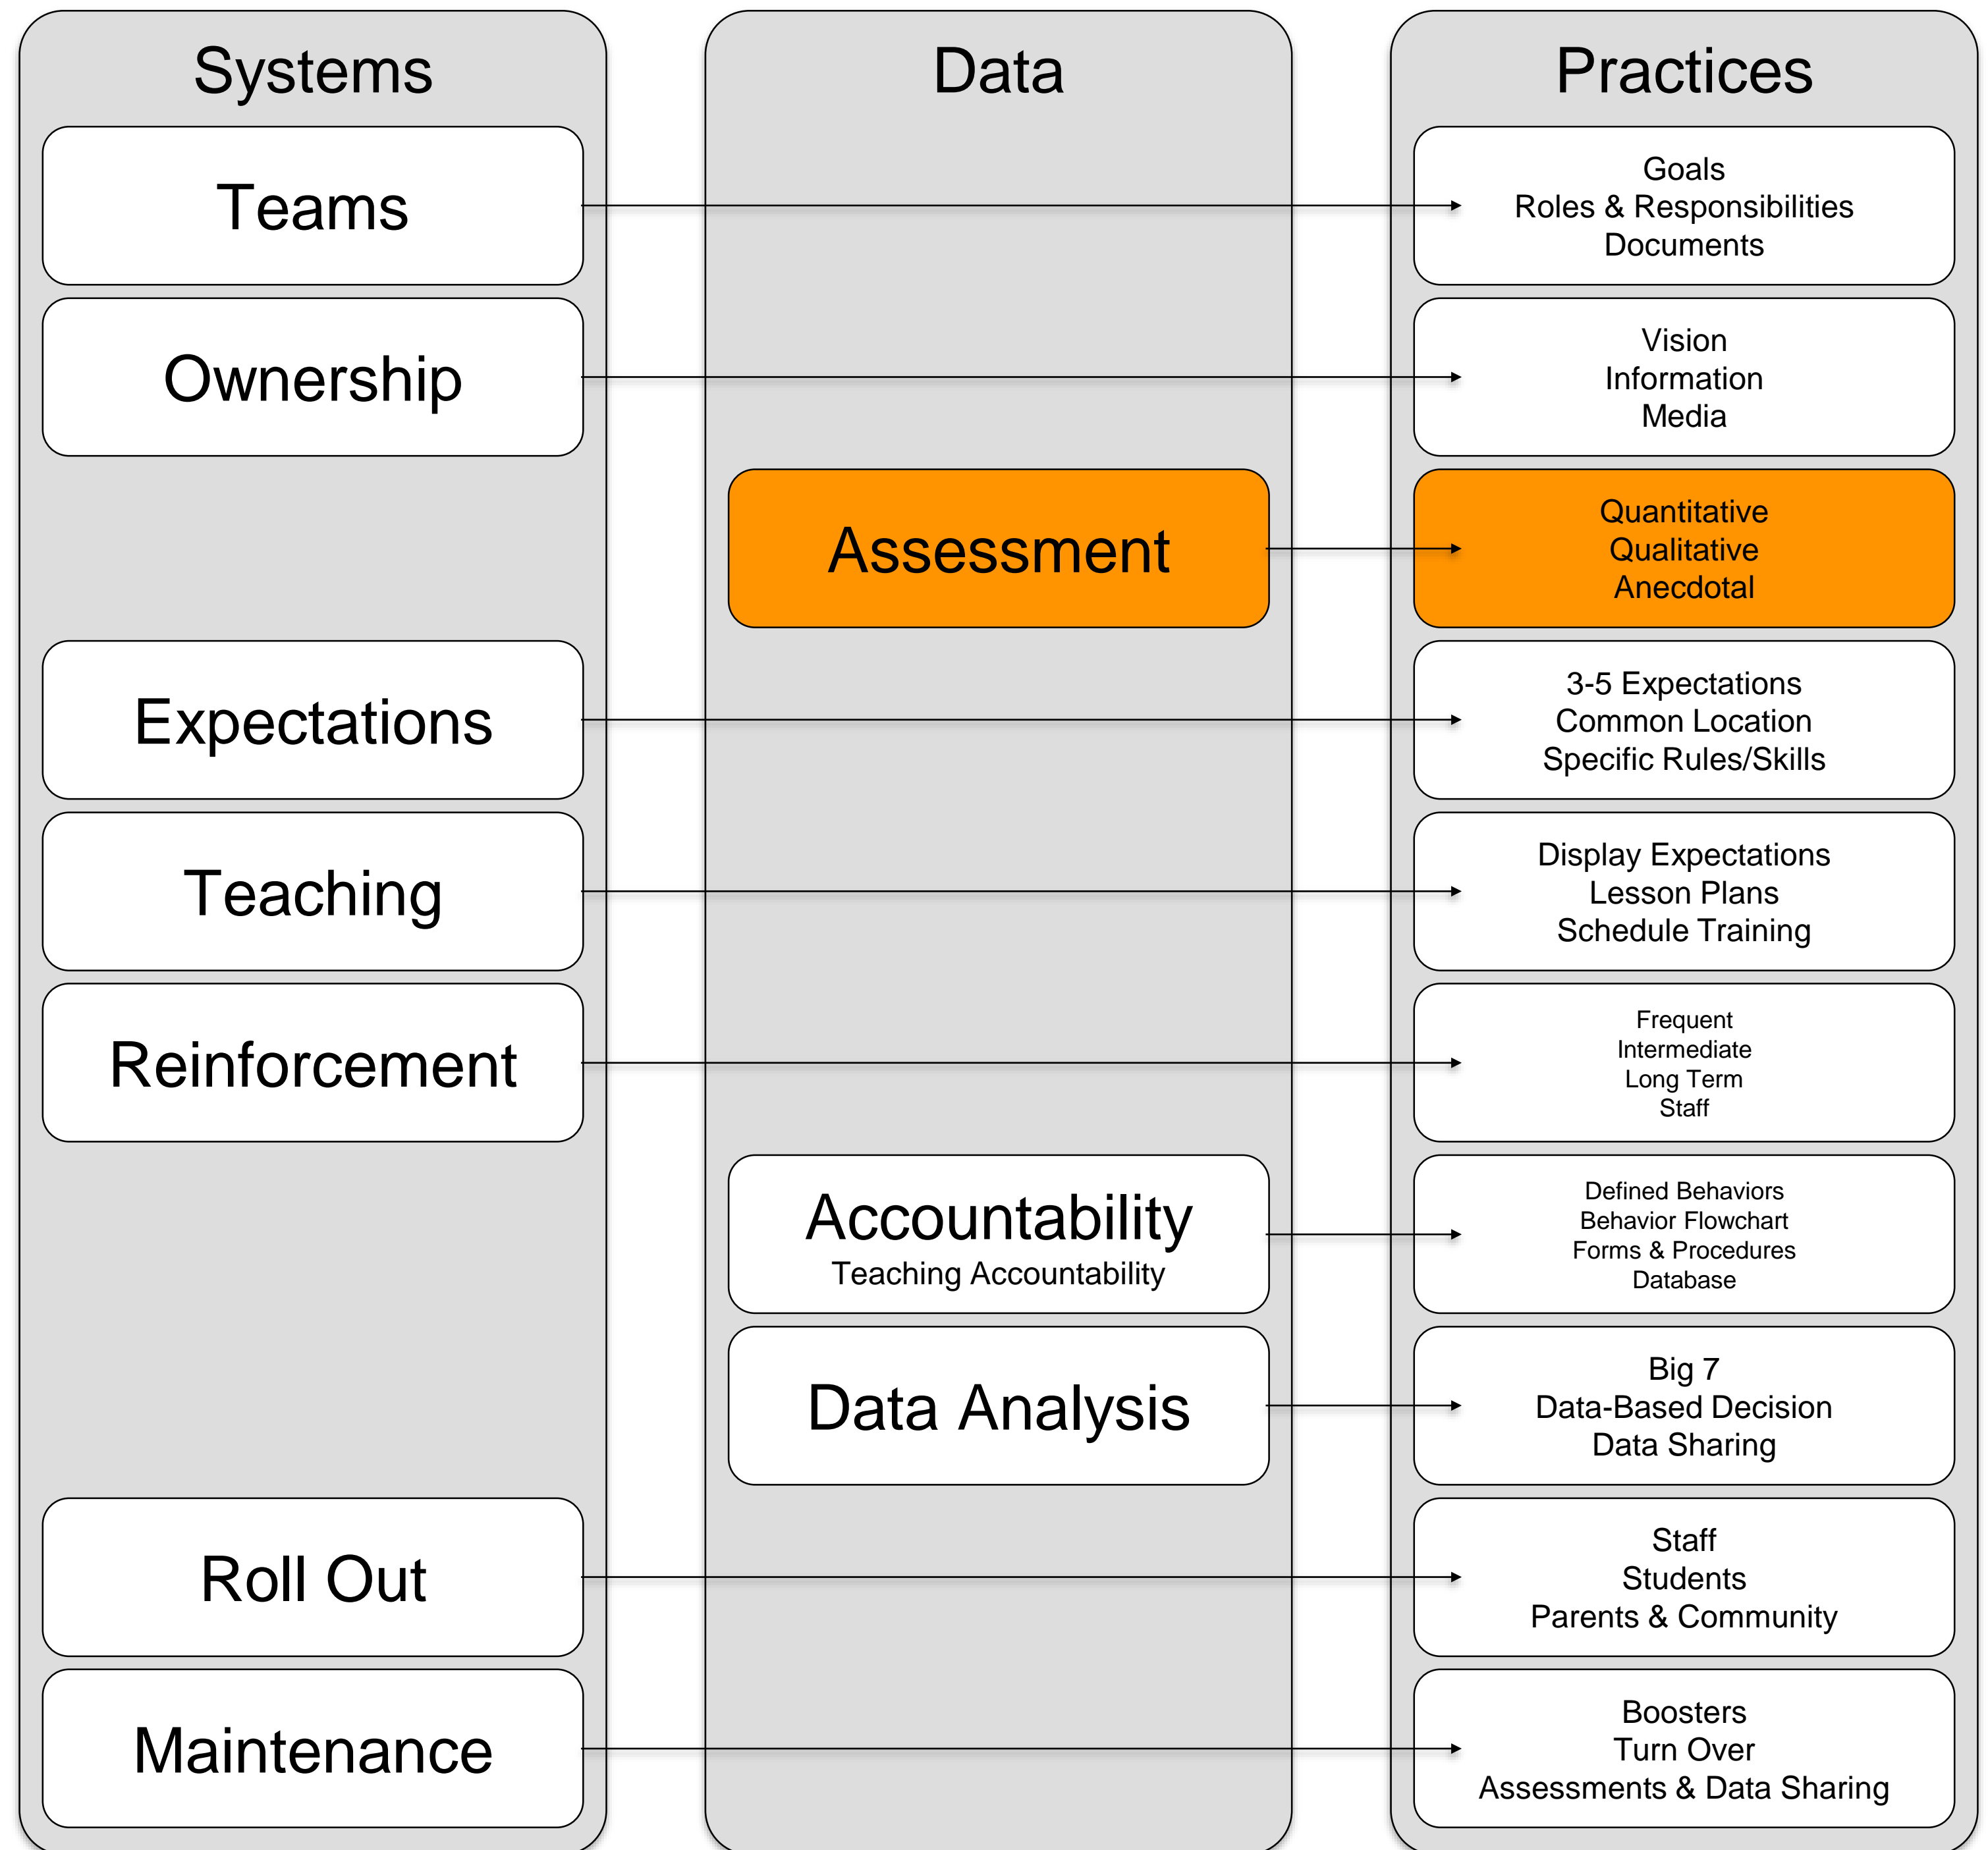 Systems
Data
Practices
Teams
Goals
Roles & Responsibilities
Documents
Ownership
Vision
Information
Media
Assessment
Quantitative
Qualitative
Anecdotal
Expectations
3-5 Expectations
Common Location
Specific Rules/Skills
Teaching
Display Expectations
Lesson Plans
Schedule Training
Reinforcement
Frequent
Intermediate
Long Term
Staff
Accountability
Teaching Accountability
Defined Behaviors
Behavior Flowchart
Forms & Procedures
Database
Data Analysis
Big 7
Data-Based Decision
Data Sharing
Roll Out
Staff
Students
Parents & Community
Maintenance
Boosters
Turn Over
Assessments & Data Sharing